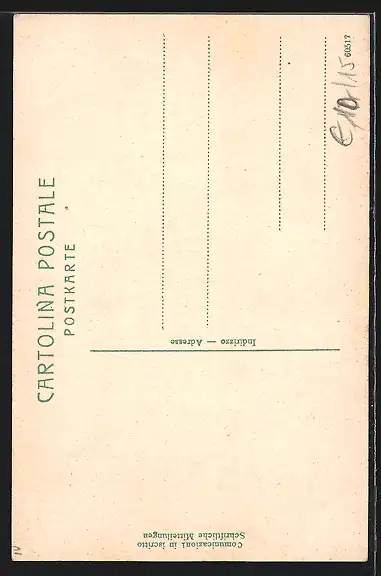 CARTOLINA POSTALE
POSTKARTE
Comunicazioni in iscritto
Schriftliche Mitteilungen
Indirizzo — Adresse
60517